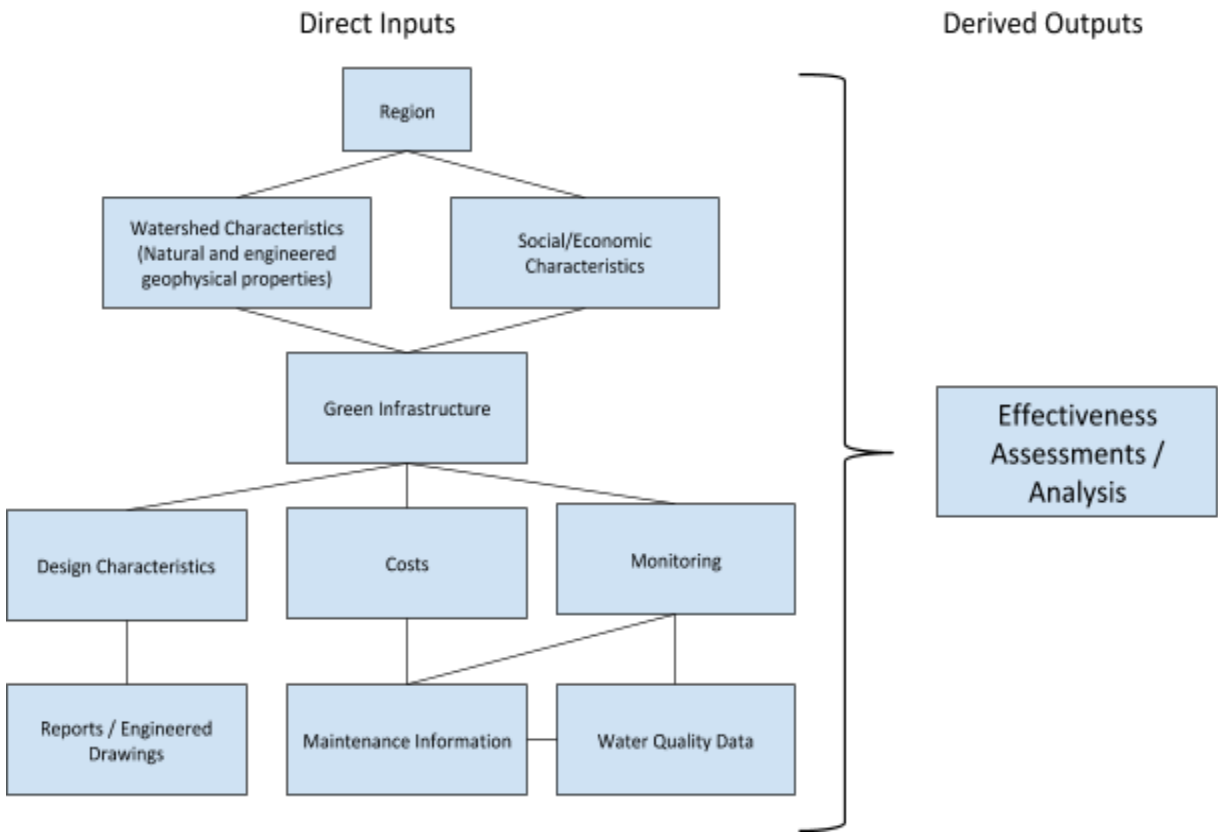 Direct Inputs
Derived Outputs
Region
Watershed Characteristics
(Natural and engineered
geophysical properties)
Social/Economic
Characteristics
Green Infrastructure
Effectiveness
Assessments /
Analysis
Design Characteristics
Costs
Monitoring
Reports / Engineered
Drawings
Maintenance Information
Water Quality Data